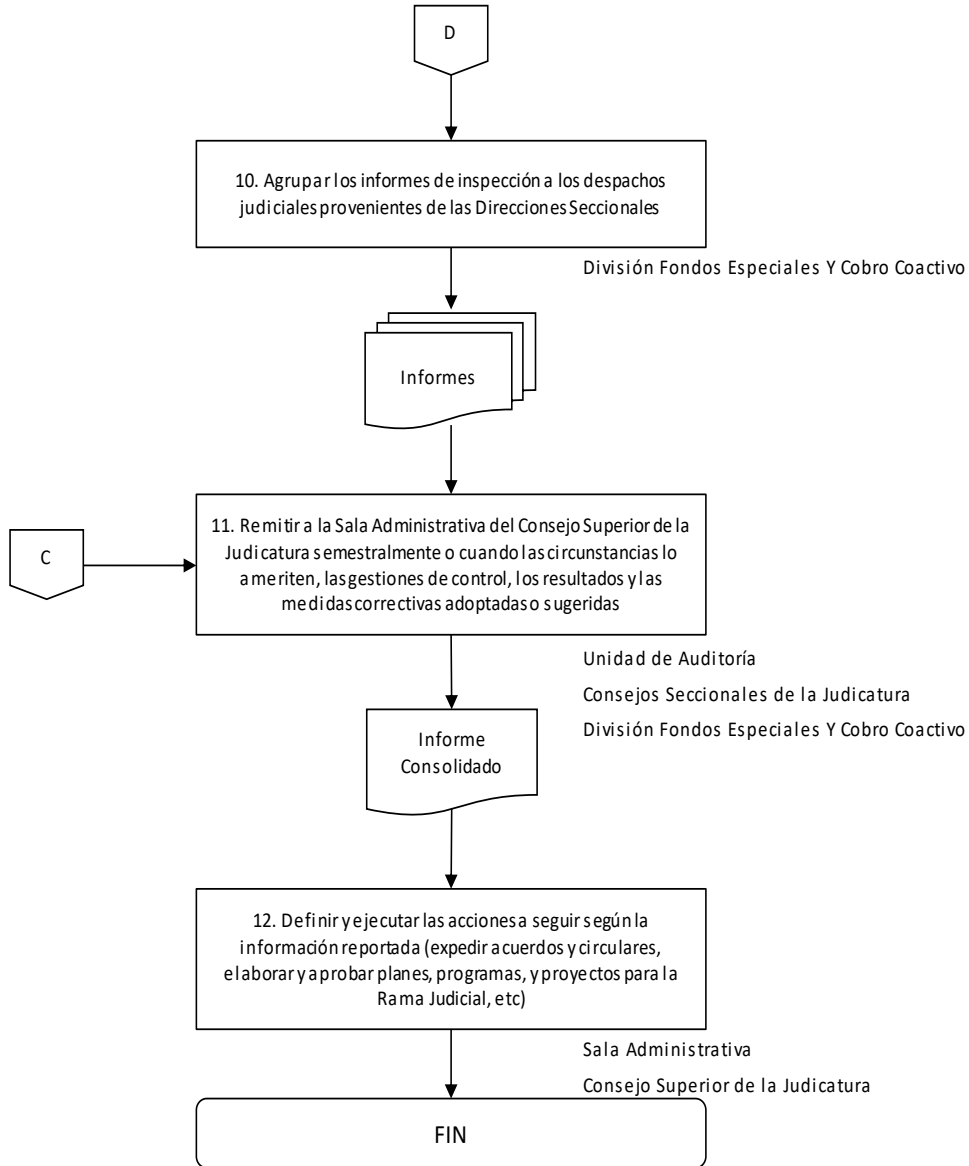 D
10. Agrupar los informes de inspección a los despachos
judiciales provenientes de las Direcciones Seccionales
División Fondos Especiales Y Cobro Coactivo
Informes
C
11. Remitir a la Sala Administrativa del Consejo Superior de la
Judicatura semestralmente o cuando las circunstancias lo
ameriten, las gestiones de control, los resultados y las
medidas correctivas adoptadas o sugeridas
Unidad de Auditoría
Consejos Seccionales de la Judicatura
División Fondos Especiales Y Cobro Coactivo
Informe
Consolidado
12. Definir y ejecutar las acciones a seguir según la
información reportada (expedir acuerdos y circulares,
elaborar y aprobar planes, programas, y proyectos para la
Rama Judicial, etc)
Sala Administrativa
Consejo Superior de la Judicatura
FIN